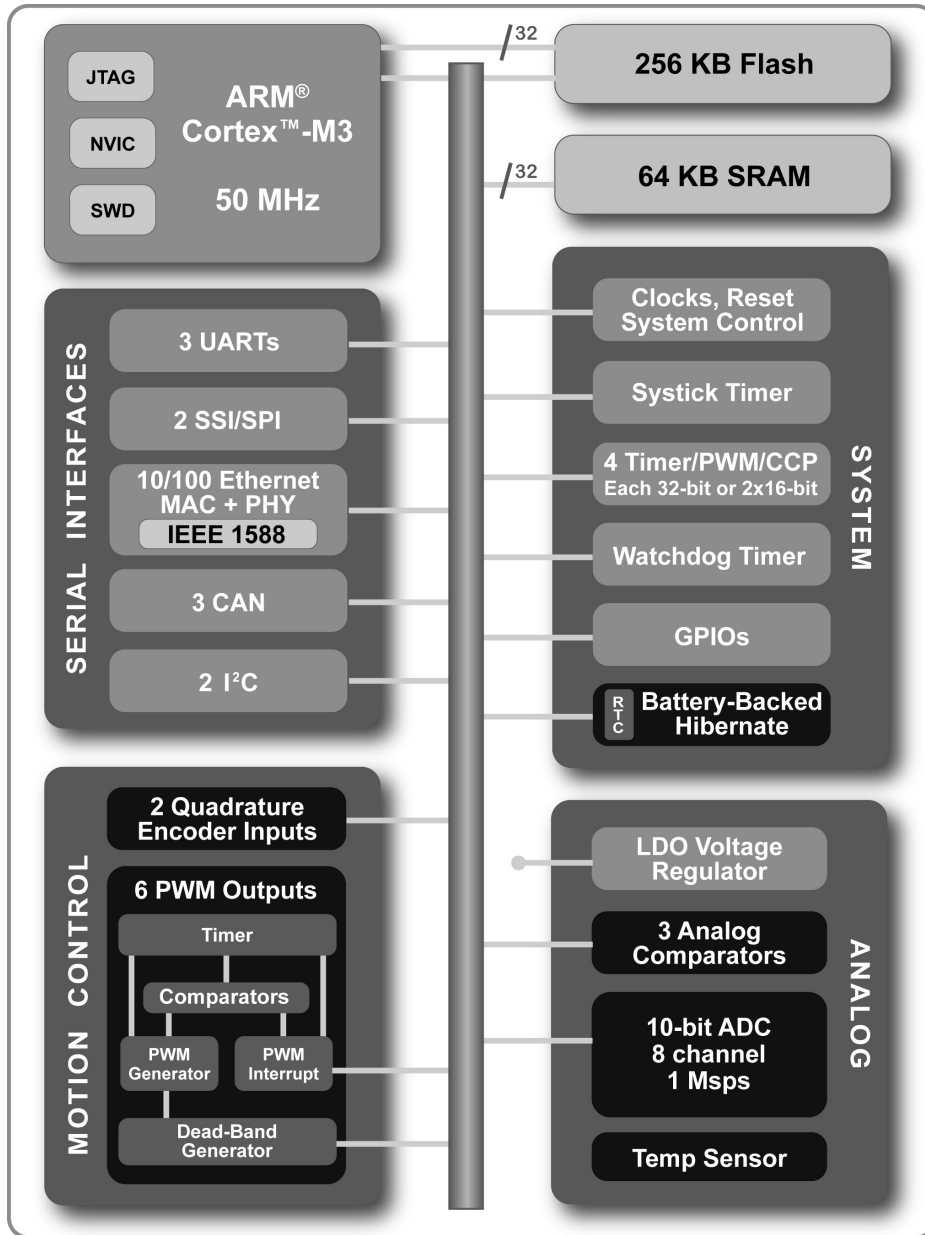 JTAG
NVIC
SWD
ARM®
Cortex™-M3
50 MHz
32
256 KB Flash
32
64 KB SRAM
SERIAL INTERFACES
3 UARTs
2 SSI/SPI
10/100 Ethernet
MAC + PHY
IEEE 1588
3 CAN
2 I²C
SYSTEM
Clocks, Reset
System Control
Systick Timer
4 Timer/PWM/CCP
Each 32-bit or 2x16-bit
Watchdog Timer
GPIOs
RTC
Battery-Backed
Hibernate
MOTION CONTROL
2 Quadrature
Encoder Inputs
6 PWM Outputs
Timer
Comparators
PWM
Generator
PWM
Interrupt
Dead-Band
Generator
ANALOG
LDO Voltage
Regulator
3 Analog
Comparators
10-bit ADC
8 channel
1 Msps
Temp Sensor